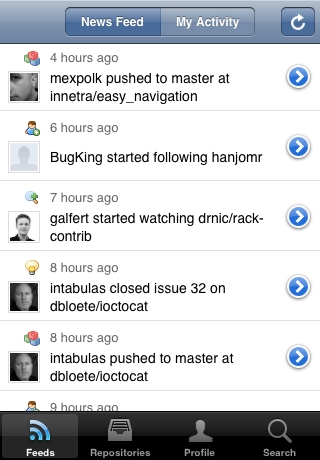 News Feed
My Activity
4 hours ago
mexpolk pushed to master at
innetra/easy_navigation
6 hours ago
BugKing started following hanjomr
7 hours ago
galfert started watching drnic/rack-
contrib
8 hours ago
intabulas closed issue 32 on
dbloete/ioctocat
8 hours ago
intabulas pushed to master at
dbloete/ioctocat
9 hours ago
Feeds
Repositories
Profile
Search